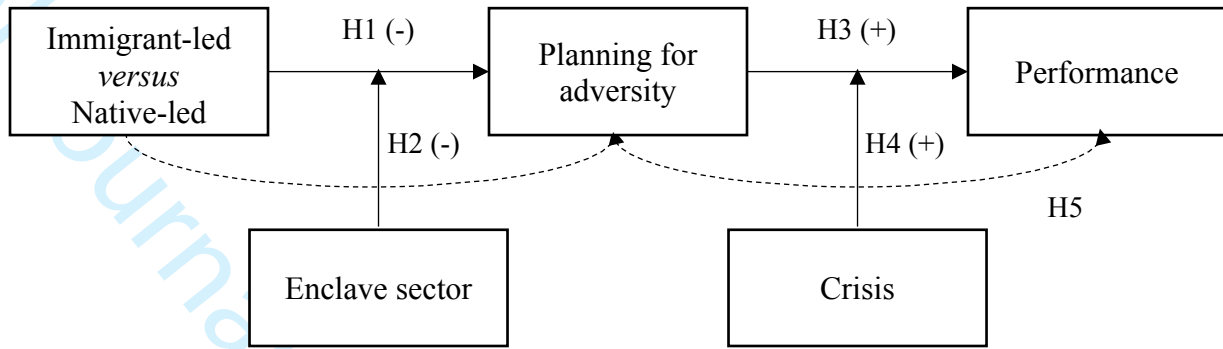 H1 (-)
H3 (+)
Immigrant-led
versus
Native-led
Planning for
adversity
Performance
H2 (-)
H4 (+)
H5
Enclave sector
Crisis